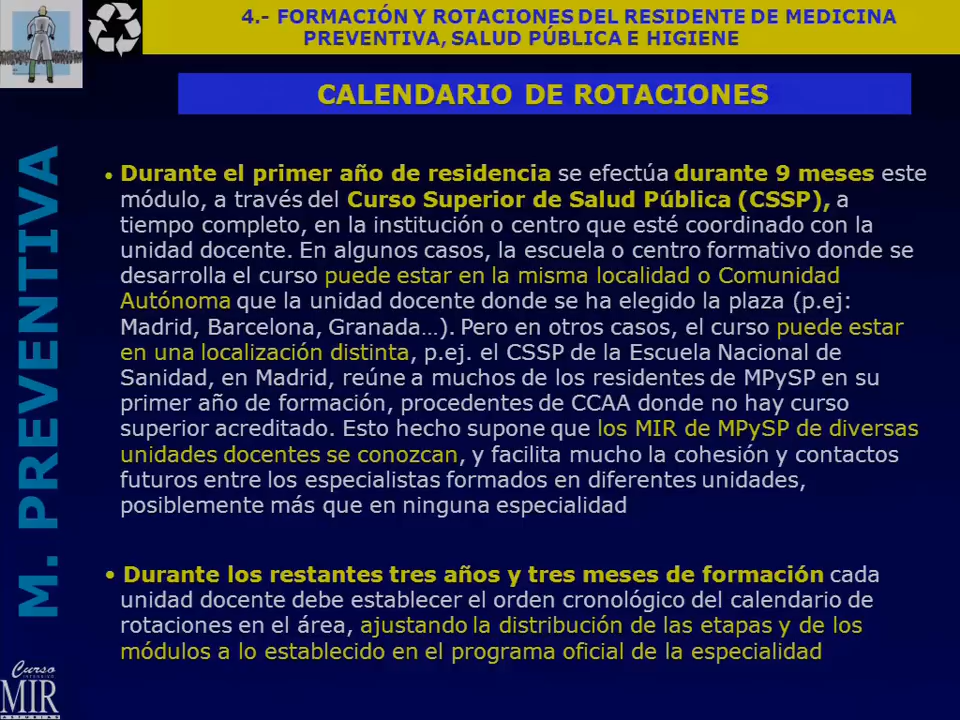 4.- FORMACIÓN Y ROTACIONES DEL RESIDENTE DE MEDICINA
PREVENTIVA, SALUD PÚBLICA E HIGIENE
CALENDARIO DE ROTACIONES
M. PREVENTIVA
• Durante el primer año de residencia se efectúa durante 9 meses este
módulo, a través del Curso Superior de Salud Pública (CSSP), a
tiempo completo, en la institución o centro que esté coordinado con la
unidad docente. En algunos casos, la escuela o centro formativo donde se
desarrolla el curso puede estar en la misma localidad o Comunidad
Autónoma que la unidad docente donde se ha elegido la plaza (p.ej:
Madrid, Barcelona, Granada…). Pero en otros casos, el curso puede estar
en una localización distinta, p.ej. el CSSP de la Escuela Nacional de
Sanidad, en Madrid, reúne a muchos de los residentes de MPySP en su
primer año de formación, procedentes de CCAA donde no hay curso
superior acreditado. Esto hecho supone que los MIR de MPySP de diversas
unidades docentes se conozcan, y facilita mucho la cohesión y contactos
futuros entre los especialistas formados en diferentes unidades,
posiblemente más que en ninguna especialidad
• Durante los restantes tres años y tres meses de formación cada
unidad docente debe establecer el orden cronológico del calendario de
rotaciones en el área, ajustando la distribución de las etapas y de los
módulos a lo establecido en el programa oficial de la especialidad
Curso
INTENSIVO
MIR
ASTURIAS